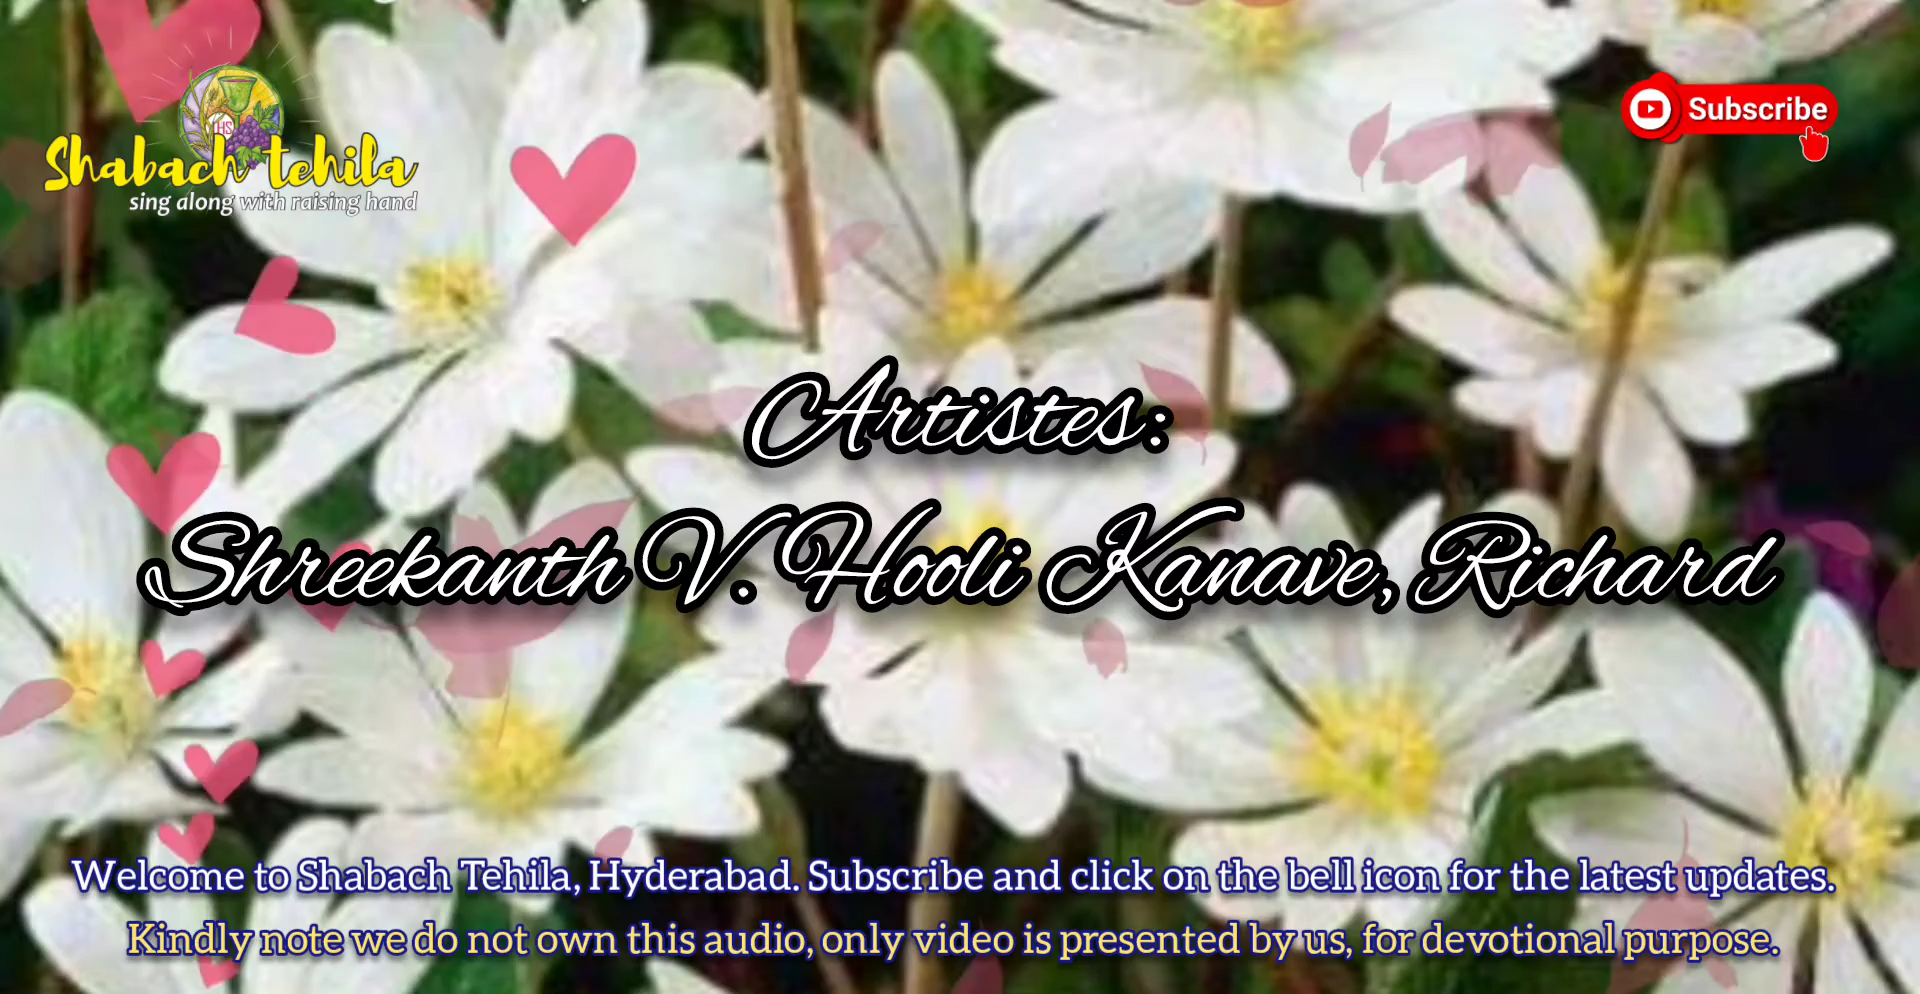 Shabach tehila
sing along with raising hand
IHS
Subscribe
Artistes:
Shreekanth V. Hooli Kanave, Richard
Welcome to Shabach Tehila, Hyderabad. Subscribe and click on the bell icon for the latest updates.
Kindly note we do not own this audio, only video is presented by us, for devotional purpose.